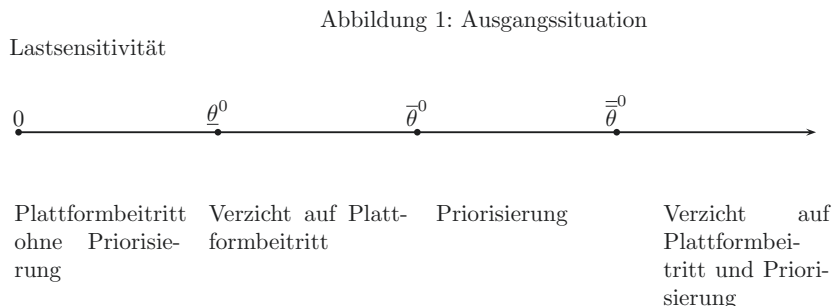 Abbildung 1: Ausgangssituation
Lastsensitivität
0 θ̲⁰ θ̅⁰ θ̿⁰
Plattformbeitritt ohne Priorisie-
rung
Verzicht auf Platt-
formbeitritt
Priorisierung
Verzicht auf
Plattformbei-
tritt und Priori-
sierung